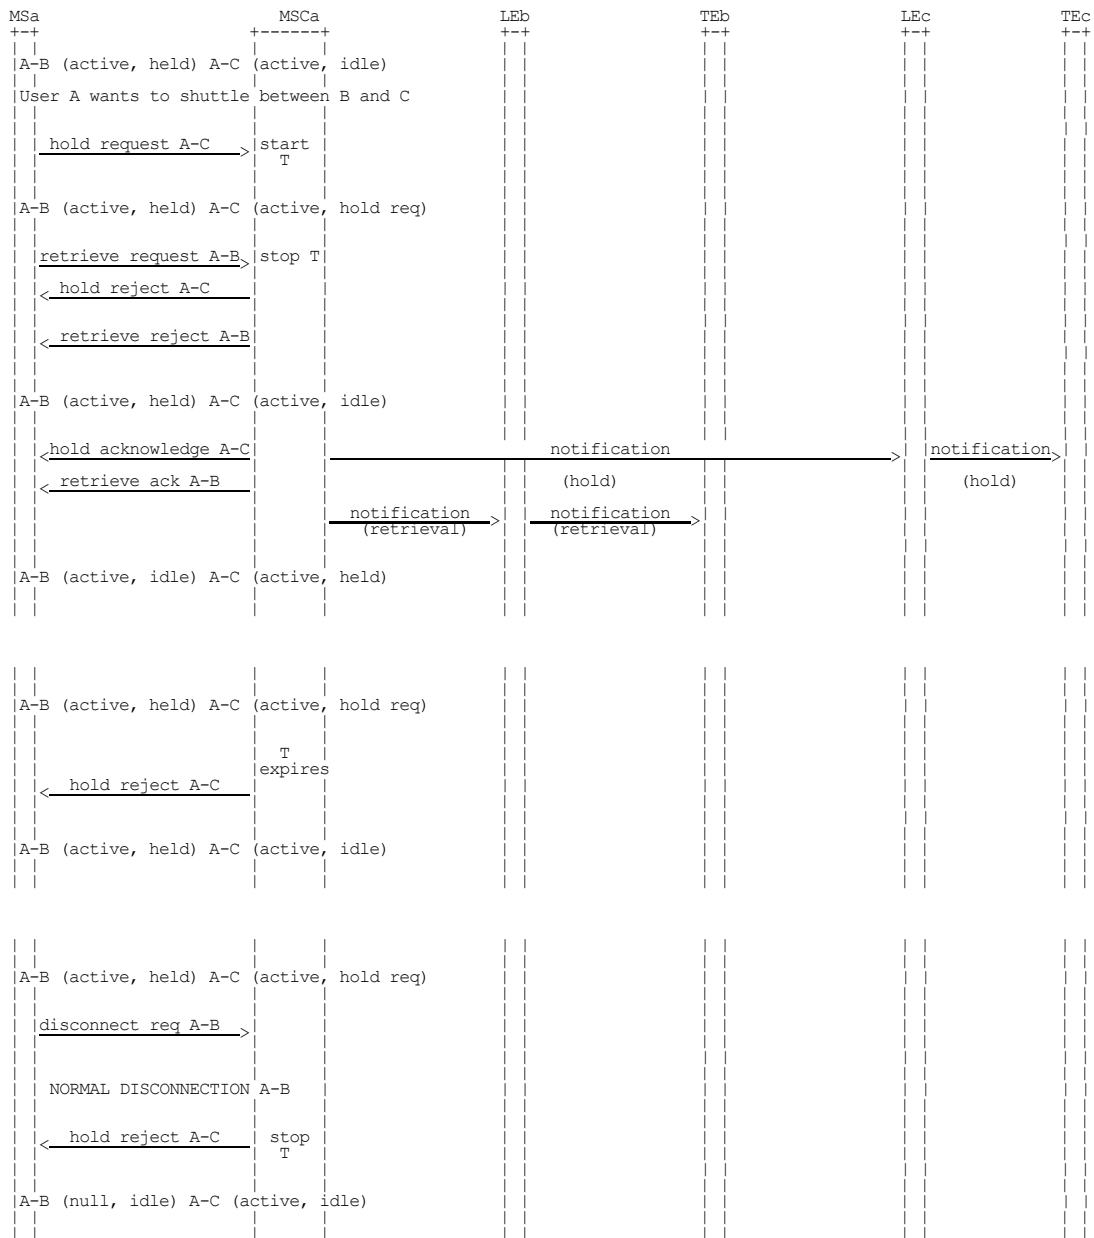 MSa MSCa LEb TEb LEc TEc
A-B (active, held) A-C (active, idle)
User A wants to shuttle between B and C
hold request A-C start
T
A-B (active, held) A-C (active, hold req)
retrieve request A-B stop T
hold reject A-C
retrieve reject A-B
A-B (active, held) A-C (active, idle)
hold acknowledge A-C notification notification
retrieve ack A-B (hold) (hold)
notification notification
(retrieval) (retrieval)
A-B (active, idle) A-C (active, held)
A-B (active, held) A-C (active, hold req)
T
expires
hold reject A-C
A-B (active, held) A-C (active, idle)
A-B (active, held) A-C (active, hold req)
disconnect req A-B
NORMAL DISCONNECTION A-B
hold reject A-C stop
T
A-B (null, idle) A-C (active, idle)